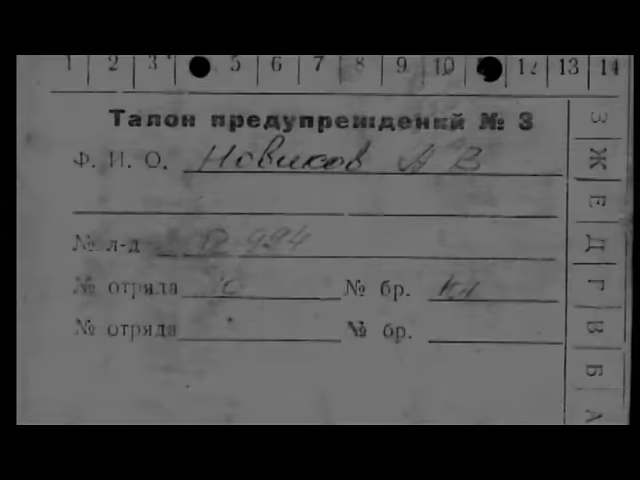 1 2 3 5 6 7 8 9 10 12 13 14
Талон предупреждений № 3
Ф. И. О. Новиков А В
№ л-д
№ отряда № бр.
№ отряда № бр.
З
Ж
Е
Д
Г
В
Б
А